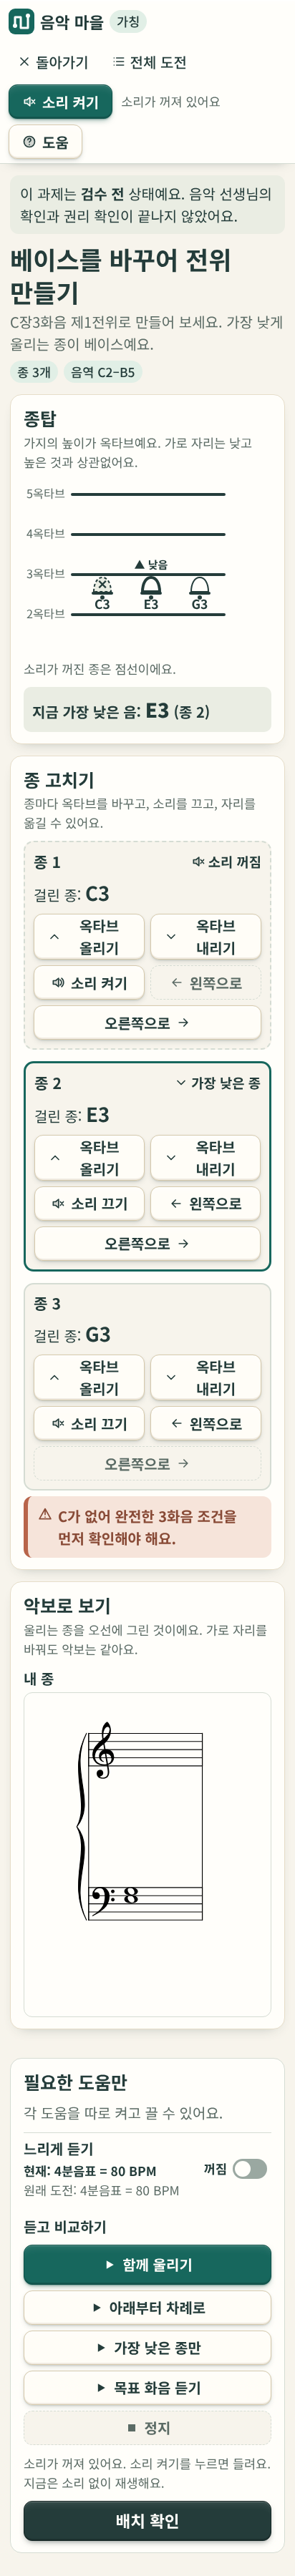 음악 마을 가칭
돌아가기 전체 도전
소리 켜기 소리가 꺼져 있어요
도움
이 과제는 검수 전 상태예요. 음악 선생님의
확인과 권리 확인이 끝나지 않았어요.
베이스를 바꾸어 전위
만들기
C장3화음 제1전위로 만들어 보세요. 가장 낮게
울리는 종이 베이스예요.
종 3개 음역 C2–B5
종탑
가지의 높이가 옥타브예요. 가로 자리는 낮고
높은 것과 상관없어요.
5옥타브
4옥타브
▲ 낮음
3옥타브
C3 E3 G3
2옥타브
소리가 꺼진 종은 점선이에요.
지금 가장 낮은 음: E3 (종 2)
종 고치기
종마다 옥타브를 바꾸고, 소리를 끄고, 자리를
옮길 수 있어요.
종 1 소리 꺼짐
걸린 종: C3
옥타브 옥타브
올리기 내리기
소리 켜기 ← 왼쪽으로
오른쪽으로 →
종 2 가장 낮은 종
걸린 종: E3
옥타브 옥타브
올리기 내리기
소리 끄기 ← 왼쪽으로
오른쪽으로 →
종 3
걸린 종: G3
옥타브 옥타브
올리기 내리기
소리 끄기 ← 왼쪽으로
오른쪽으로 →
⚠ C가 없어 완전한 3화음 조건을
먼저 확인해야 해요.
악보로 보기
울리는 종을 오선에 그린 것이에요. 가로 자리를
바꿔도 악보는 같아요.
내 종
8
필요한 도움만
각 도움을 따로 켜고 끌 수 있어요.
느리게 듣기
현재: 4분음표 = 80 BPM 꺼짐
원래 도전: 4분음표 = 80 BPM
듣고 비교하기
▶ 함께 울리기
▶ 아래부터 차례로
▶ 가장 낮은 종만
▶ 목표 화음 듣기
■ 정지
소리가 꺼져 있어요. 소리 켜기를 누르면 들려요.
지금은 소리 없이 재생해요.
배치 확인